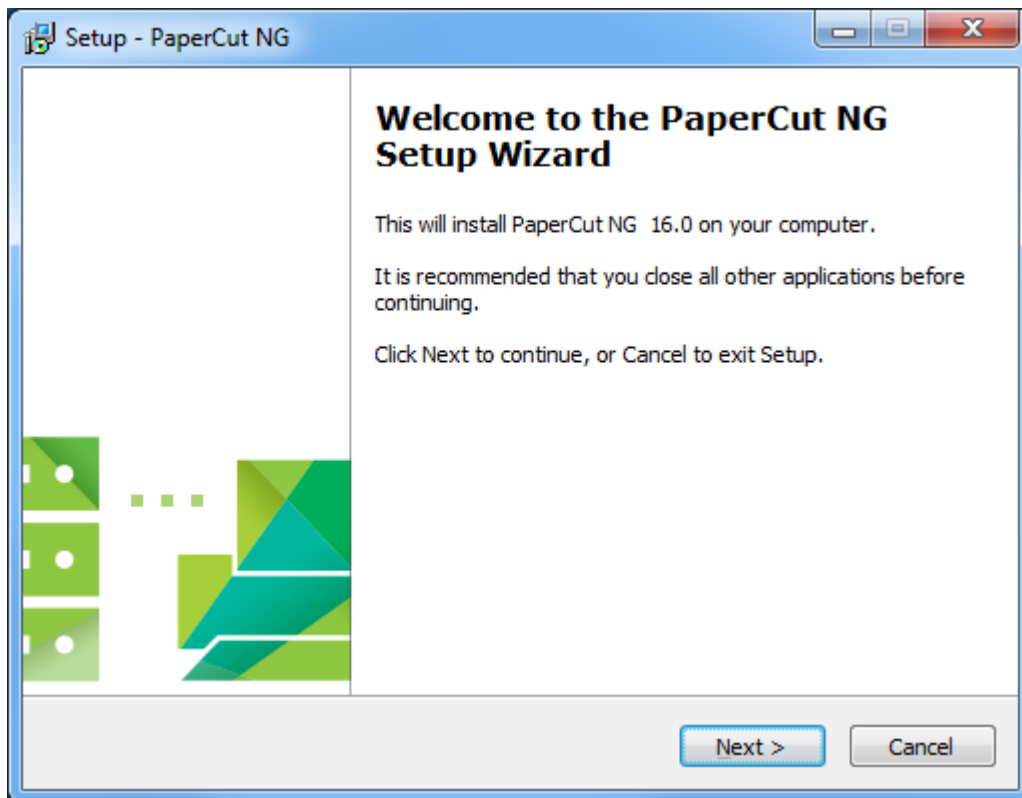 Setup - PaperCut NG
Welcome to the PaperCut NG
Setup Wizard
This will install PaperCut NG  16.0 on your computer.
It is recommended that you close all other applications before
continuing.
Click Next to continue, or Cancel to exit Setup.
Next >
Cancel